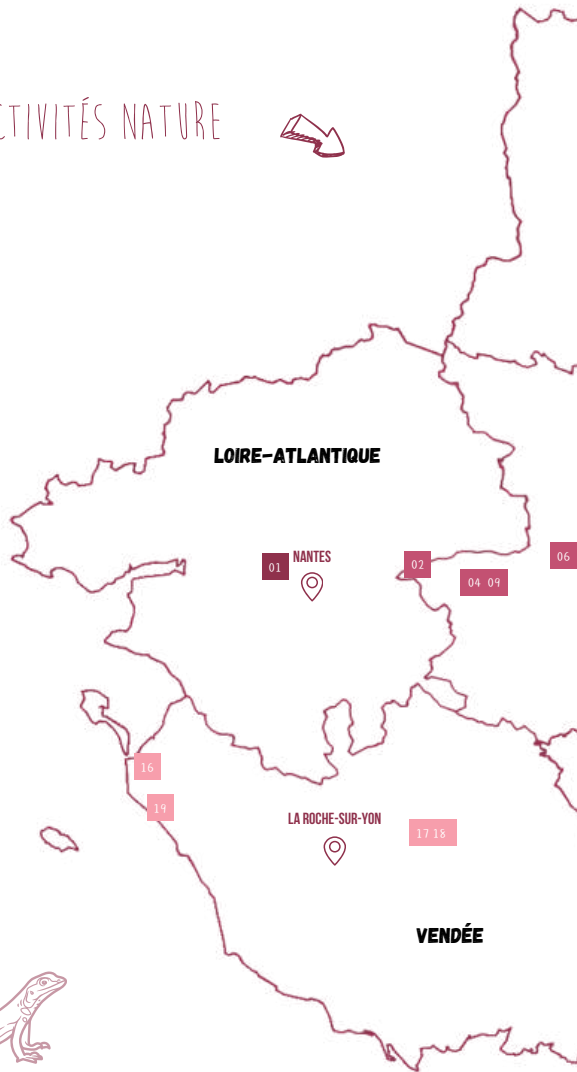 CTIVITÉS NATURE
LOIRE-ATLANTIQUE
NANTES
01
02
06
04 09
16
19
LA ROCHE-SUR-YON
17 18
VENDÉE